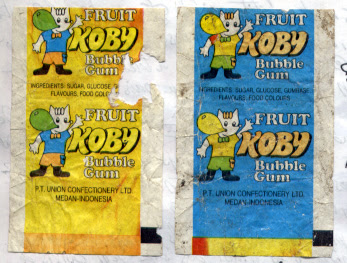 FRUIT
KOBY
Bubble
Gum
INGREDIENTS: SUGAR, GLUCOSE,
FLAVOURS, FOOD
FRUIT
KOBY
Bubble
Gum
P.T. UNION CONFECTIONERY LTD.
MEDAN-INDONESIA
FRUIT
KOBY
Bubble
Gum
INGREDIENTS: SUGAR, GLUCOSE, GUMBASE
FLAVOURS, FOOD COLOURS
FRUIT
KOBY
Bubble
Gum
P.T. UNION CONFECTIONERY LTD.
MEDAN-INDONESIA